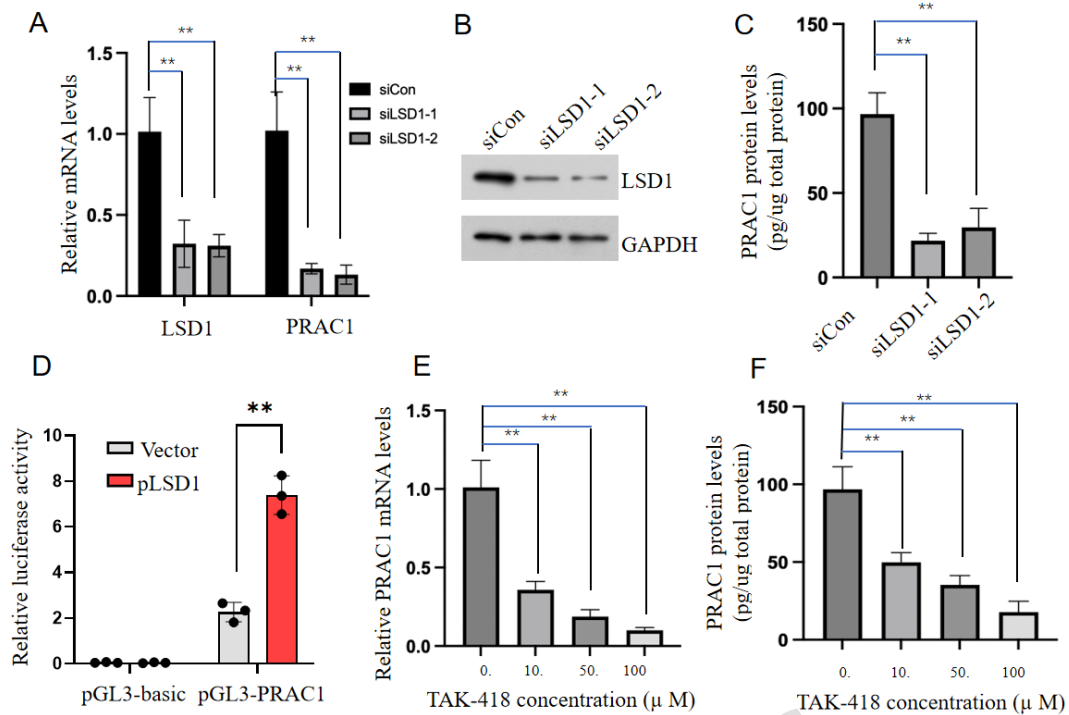 A
1.5
1.0
0.5
0.0
Relative mRNA levels
**
**
**
**
siCon
siLSD1-1
siLSD1-2
LSD1
PRAC1
B
siCon
siLSD1-1
siLSD1-2
LSD1
GAPDH
C
150
100
50
0
PRAC1 protein levels
(pg/ug total protein)
**
**
siCon
siLSD1-1
siLSD1-2
D
10
8
6
4
2
0
Relative luciferase activity
Vector
pLSD1
**
pGL3-basic
pGL3-PRAC1
E
1.5
1.0
0.5
0.0
Relative PRAC1 mRNA levels
**
**
**
0.
10.
50.
100
TAK-418 concentration (µ M)
F
150
100
50
0
PRAC1 protein levels
(pg/ug total protein)
**
**
**
0.
10.
50.
100
TAK-418 concentration (µ M)